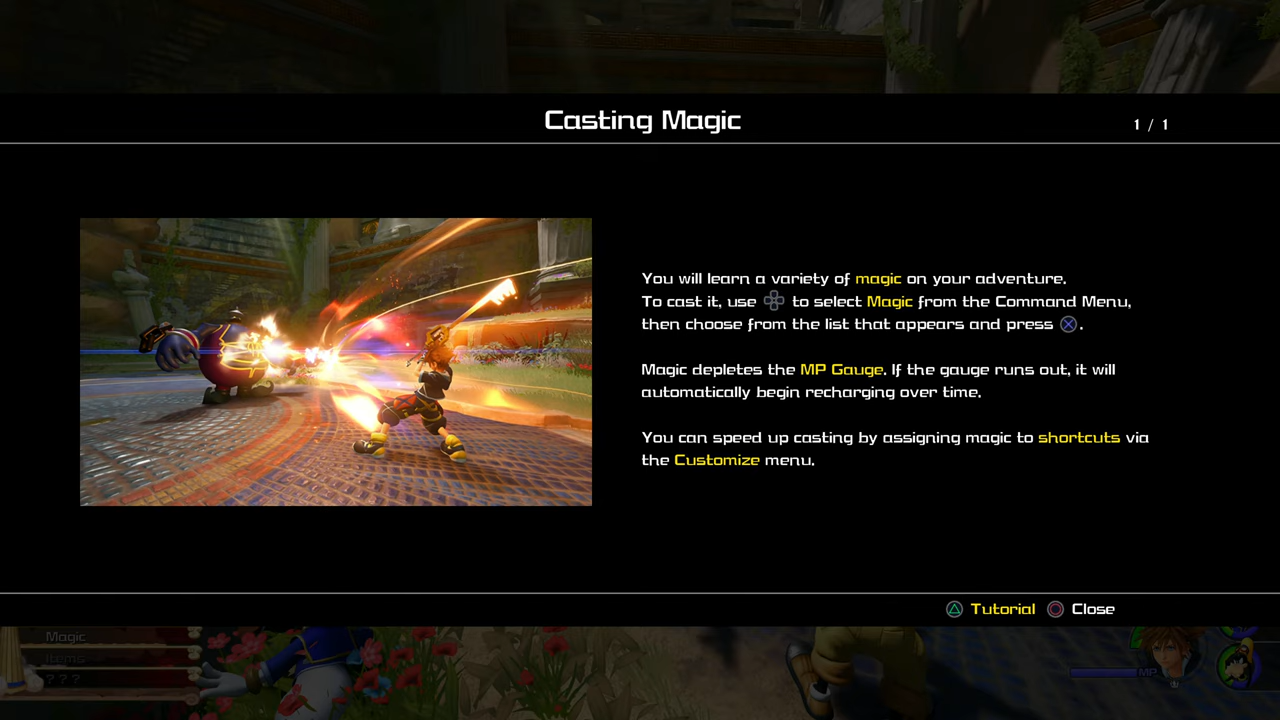 Casting Magic
1 / 1
You will learn a variety of magic on your adventure.
To cast it, use to select Magic from the Command Menu,
then choose from the list that appears and press .
Magic depletes the MP Gauge. If the gauge runs out, it will
automatically begin recharging over time.
You can speed up casting by assigning magic to shortcuts via
the Customize menu.
Tutorial Close
Magic
Items
? ? ?
MP